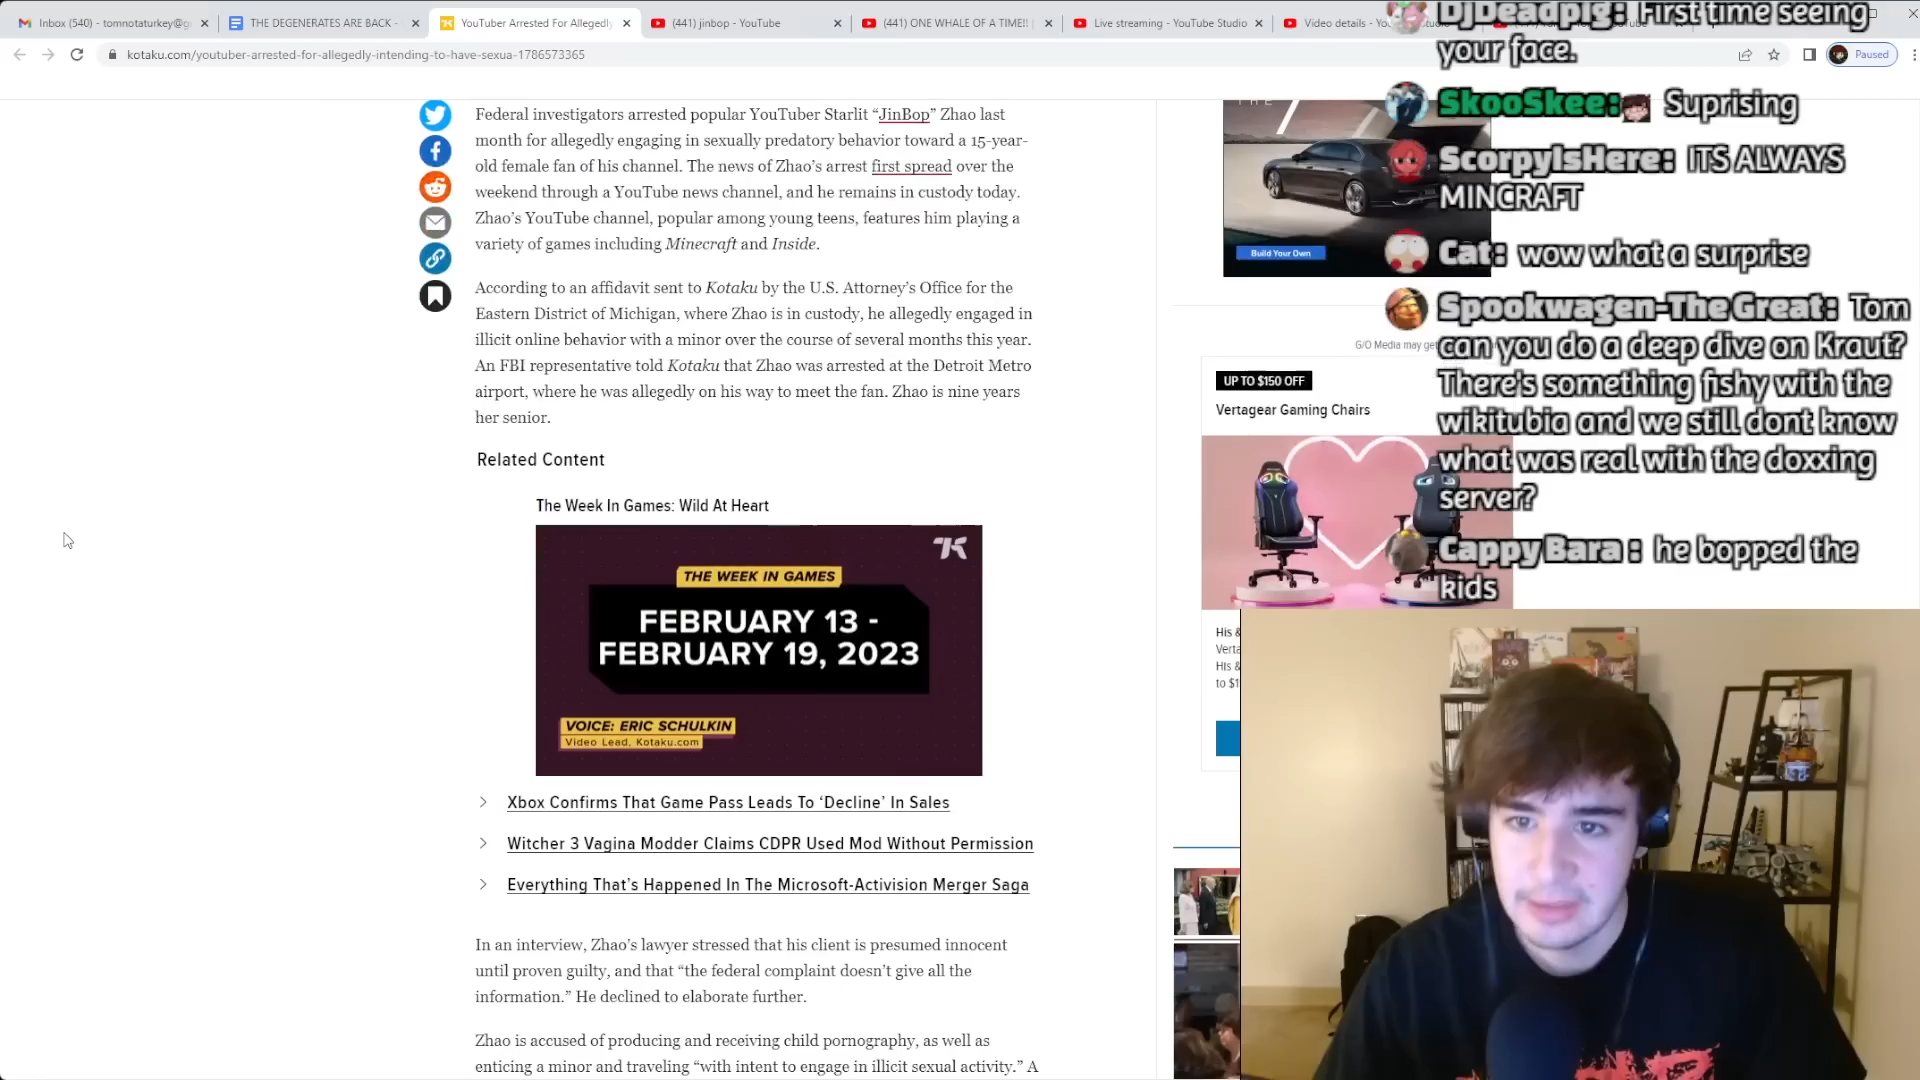 Inbox (540) - tomnotaturkey@g
THE DEGENERATES ARE BACK -
YouTuber Arrested For Allegedly
(441) jinbop - YouTube
(441) ONE WHALE OF A TIME!! |
Live streaming - YouTube Studio
Video details - You
kotaku.com/youtuber-arrested-for-allegedly-intending-to-have-sexua-1786573365
Paused
Federal investigators arrested popular YouTuber Starlit “JinBop” Zhao last
month for allegedly engaging in sexually predatory behavior toward a 15-year-
old female fan of his channel. The news of Zhao’s arrest first spread over the
weekend through a YouTube news channel, and he remains in custody today.
Zhao’s YouTube channel, popular among young teens, features him playing a
variety of games including Minecraft and Inside.
According to an affidavit sent to Kotaku by the U.S. Attorney’s Office for the
Eastern District of Michigan, where Zhao is in custody, he allegedly engaged in
illicit online behavior with a minor over the course of several months this year.
An FBI representative told Kotaku that Zhao was arrested at the Detroit Metro
airport, where he was allegedly on his way to meet the fan. Zhao is nine years
her senior.
Related Content
The Week In Games: Wild At Heart
THE WEEK IN GAMES
FEBRUARY 13 -
FEBRUARY 19, 2023
VOICE: ERIC SCHULKIN
Video Lead, Kotaku.com
Xbox Confirms That Game Pass Leads To ‘Decline’ In Sales
Witcher 3 Vagina Modder Claims CDPR Used Mod Without Permission
Everything That’s Happened In The Microsoft-Activision Merger Saga
In an interview, Zhao’s lawyer stressed that his client is presumed innocent
until proven guilty, and that “the federal complaint doesn’t give all the
information.” He declined to elaborate further.
Zhao is accused of producing and receiving child pornography, as well as
enticing a minor and traveling “with intent to engage in illicit sexual activity.” A
THE
Build Your Own
G/O Media may get
UP TO $150 OFF
Vertagear Gaming Chairs
His &
Verta
His &
to $1
DJDeadpig: First time seeing
your face.
SkooSkee: Suprising
ScorpyIsHere: ITS ALWAYS
MINCRAFT
Cat: wow what a surprise
Spookwagen-The Great: Tom
can you do a deep dive on Kraut?
There's something fishy with the
wikitubia and we still dont know
what was real with the doxxing
server?
Cappy Bara : he bopped the
kids